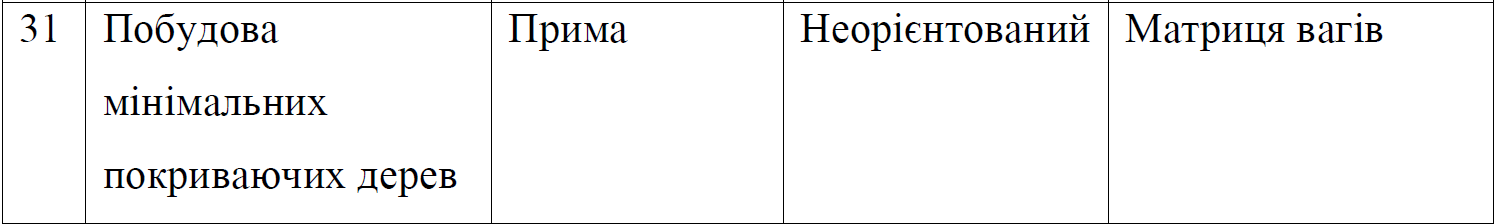 31 Побудова Прима Неорієнтований Матриця вагів
мінімальних
покриваючих дерев